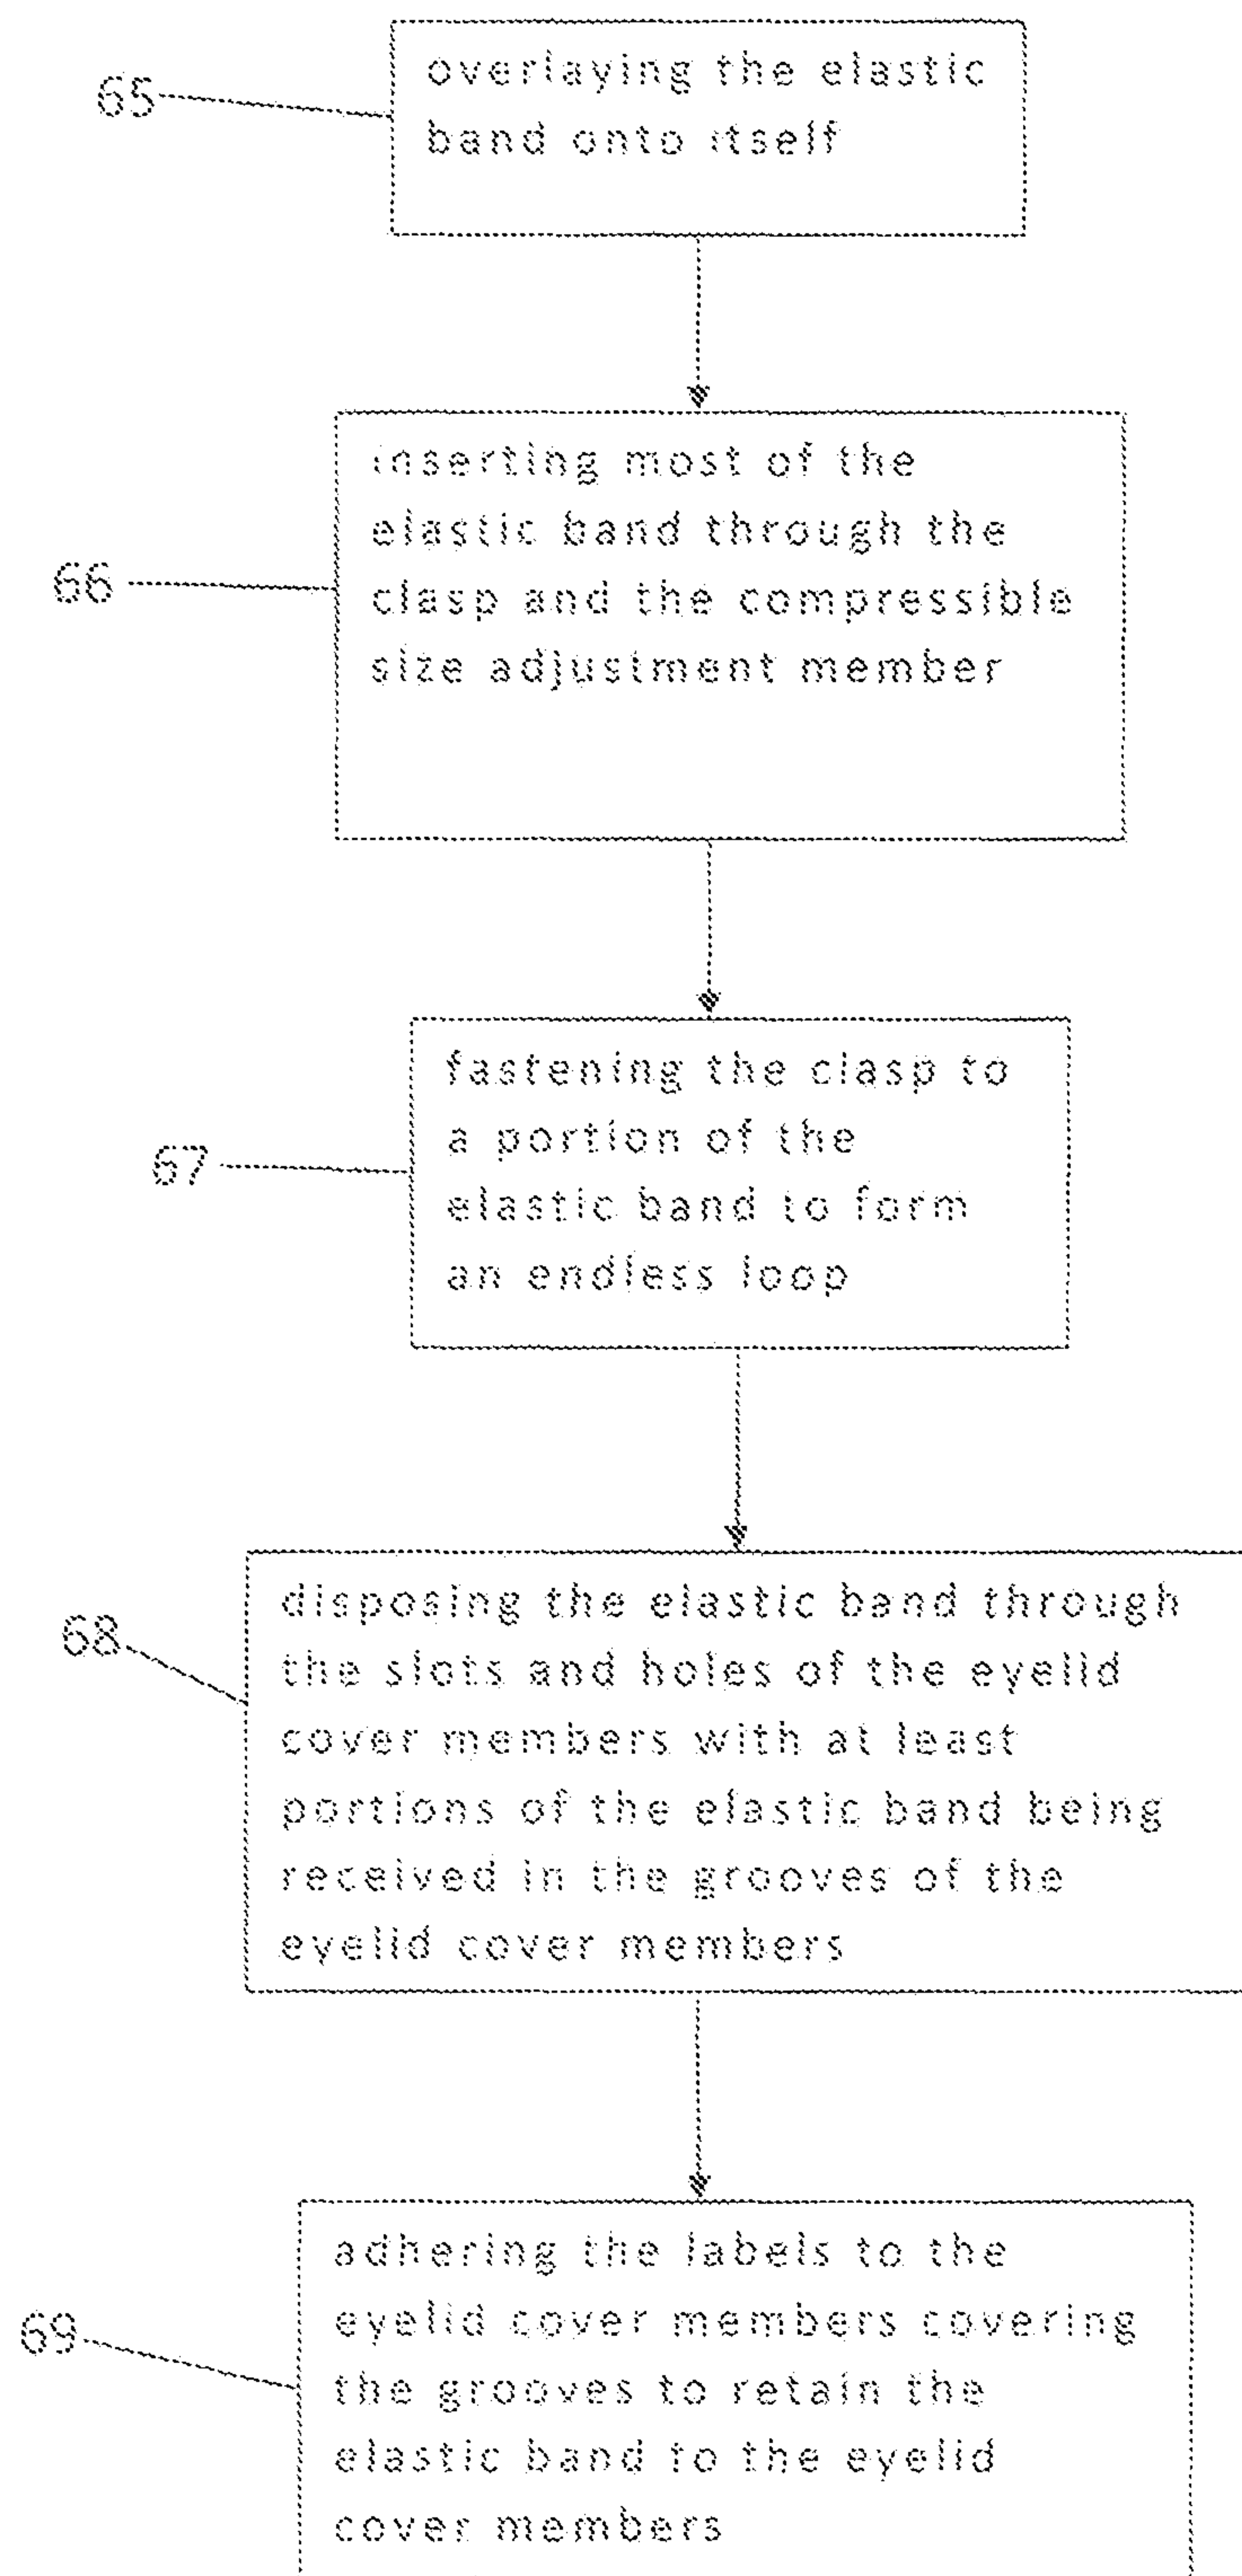 65
overlaying the elastic
band onto itself
66
inserting most of the
elastic band through the
clasp and the compressible
size adjustment member
67
fastening the clasp to
a portion of the
elastic band to form
an endless loop
68
disposing the elastic band through
the slots and holes of the eyelid
cover members with at least
portions of the elastic band being
received in the grooves of the
eyelid cover members
69
adhering the labels to the
eyelid cover members covering
the grooves to retain the
elastic band to the eyelid
cover members